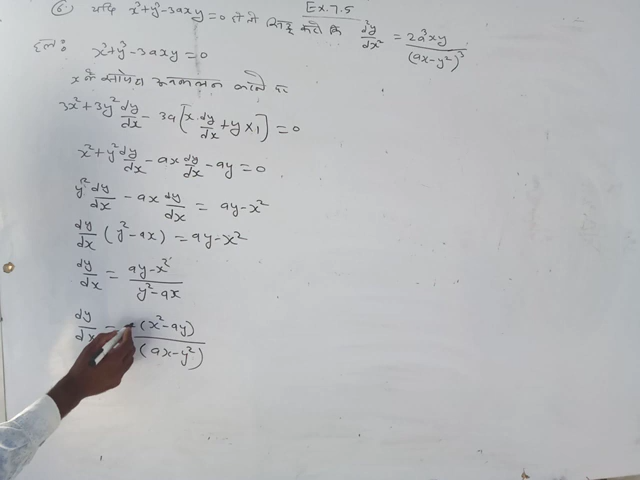 Ex.7.5
6. यदि x³+y³-3axy=0 हो तो सिद्ध करो कि d²y/dx² = 2a³xy/(ax-y²)³
हलः x³+y³-3axy=0
x के सापेक्ष अवकलन करने पर
3x²+3y² dy/dx - 3a[x.dy/dx + y×1] = 0
x²+y² dy/dx - ax dy/dx - ay = 0
y² dy/dx - ax dy/dx = ay-x²
dy/dx (y²-ax) = ay-x²
dy/dx = ay-x²/y²-ax
dy/dx = -(x²-ay)/(ax-y²)